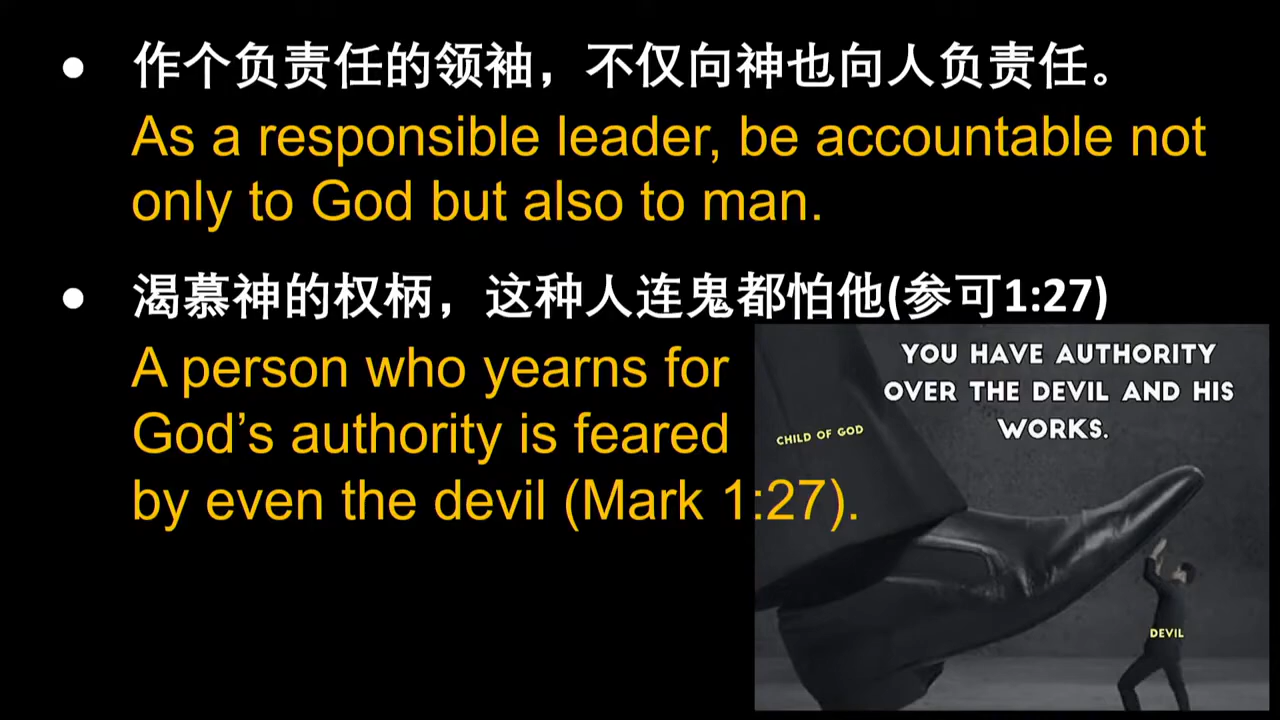 ● 作个负责任的领袖，不仅向神也向人负责任。
As a responsible leader, be accountable not
only to God but also to man.
● 渴慕神的权柄，这种人连鬼都怕他(参可1:27)
A person who yearns for
God’s authority is feared
by even the devil (Mark 1:27).
YOU HAVE AUTHORITY
OVER THE DEVIL AND HIS
WORKS.
CHILD OF GOD
DEVIL